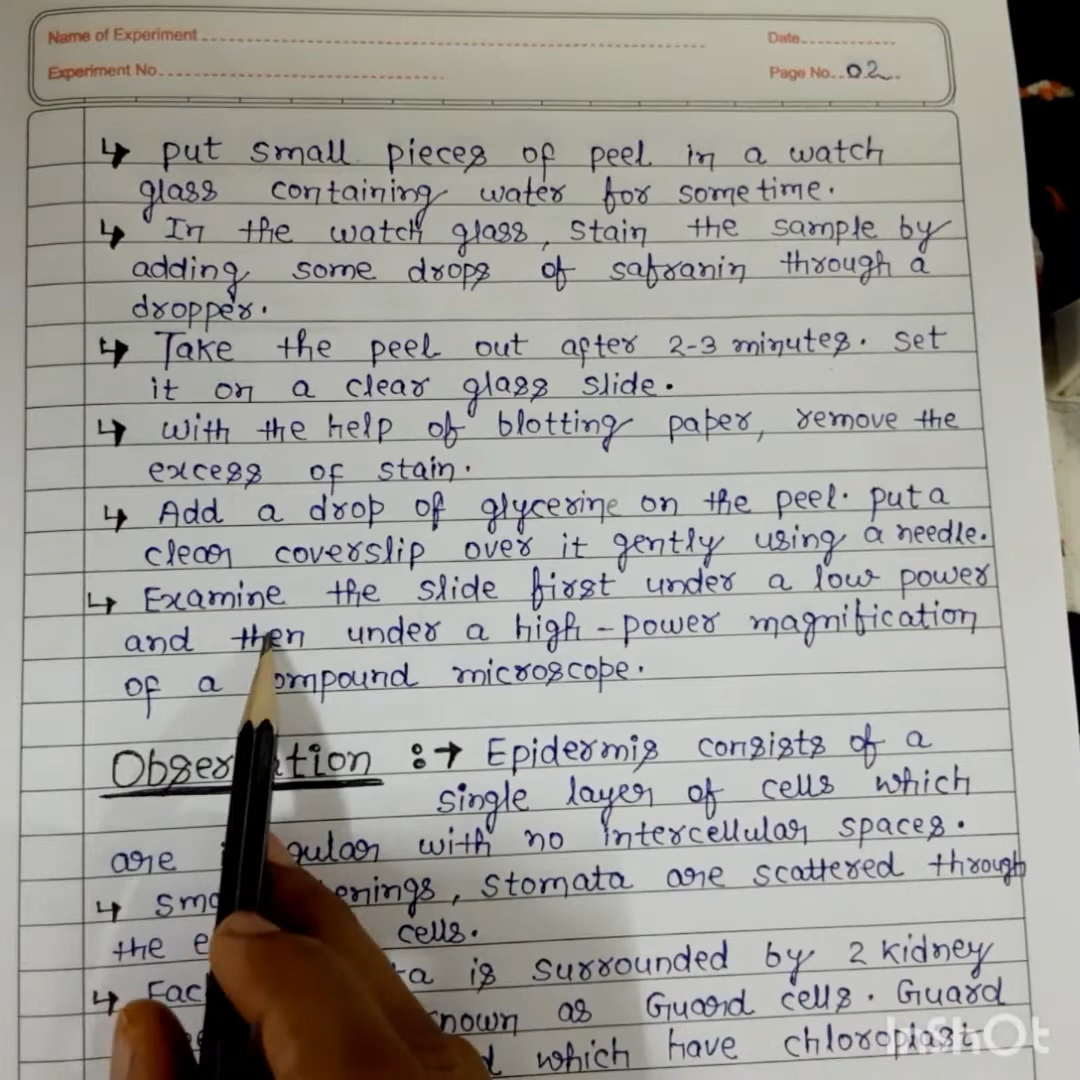 Name of Experiment Date
Experiment No. Page No. 02
↳ put small pieces of peel in a watch
glass containing water for sometime.
↳ In the watch glass, stain the sample by
adding some drops of safranin through a
dropper.
↳ Take the peel out after 2-3 minutes. set
it on a clear glass slide.
↳ with the help of blotting paper, remove the
excess of stain.
↳ Add a drop of glycerine on the peel. put a
clear coverslip over it gently using a needle.
↳ Examine the slide first under a low power
and then under a high-power magnification
of a ompound microscope.
Obser tion :→ Epidermis consists of a
single layer of cells which
are gular with no intercellular spaces.
↳ sma enings, stomata are scattered through
the e cells.
↳ Eac ta is surrounded by 2 kidney
nown as Guard cells. Guard
which have chloroplast
InShOt